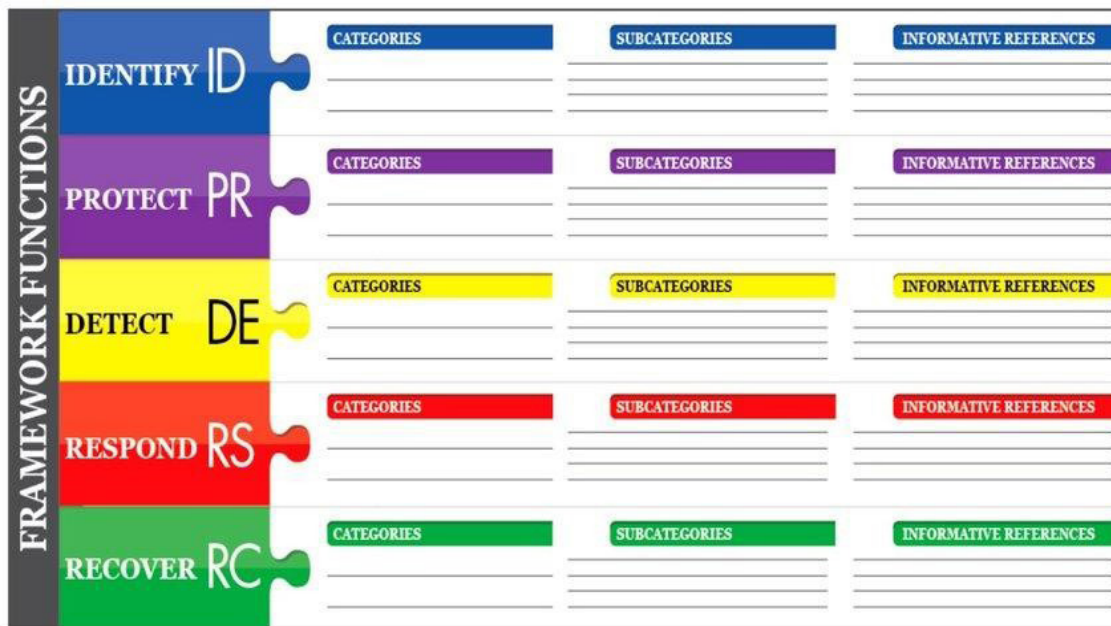 FRAMEWORK FUNCTIONS
IDENTIFY ID
CATEGORIES SUBCATEGORIES INFORMATIVE REFERENCES
PROTECT PR
CATEGORIES SUBCATEGORIES INFORMATIVE REFERENCES
DETECT DE
CATEGORIES SUBCATEGORIES INFORMATIVE REFERENCES
RESPOND RS
CATEGORIES SUBCATEGORIES INFORMATIVE REFERENCES
RECOVER RC
CATEGORIES SUBCATEGORIES INFORMATIVE REFERENCES